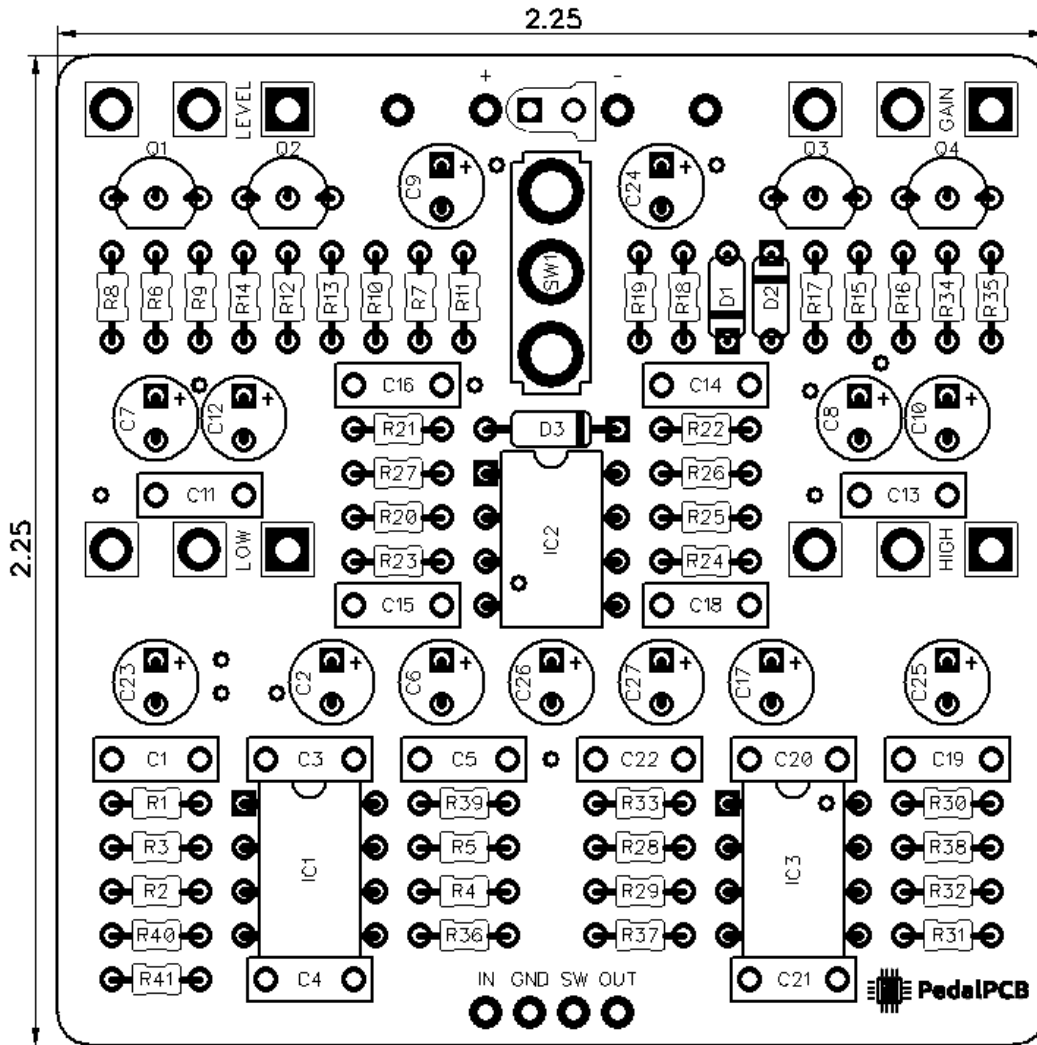 2.25
+ -
LEVEL GAIN
Q1 Q2 Q3 Q4
C9 + C24 +
SW1
R8 R6 R9 R14 R12 R13 R10 R7 R11 R19 R18 D1 D2 R17 R15 R16 R34 R35
C16 C14
C7 + C12 + C8 + C10 +
R21 D3 R22
R27 R26
C11 C13
R20 R25
2.25
LOW IC2 HIGH
R23 R24
C15 C18
C23 + C2 + C6 + C26 + C27 + C17 + C25 +
C1 C3 C5 C22 C20 C19
R1 R39 R33 R30
R3 R5 R28 R38
IC1 IC3
R2 R4 R29 R32
R40 R36 R37 R31
R41 C4 C21
IN GND SW OUT
PedalPCB